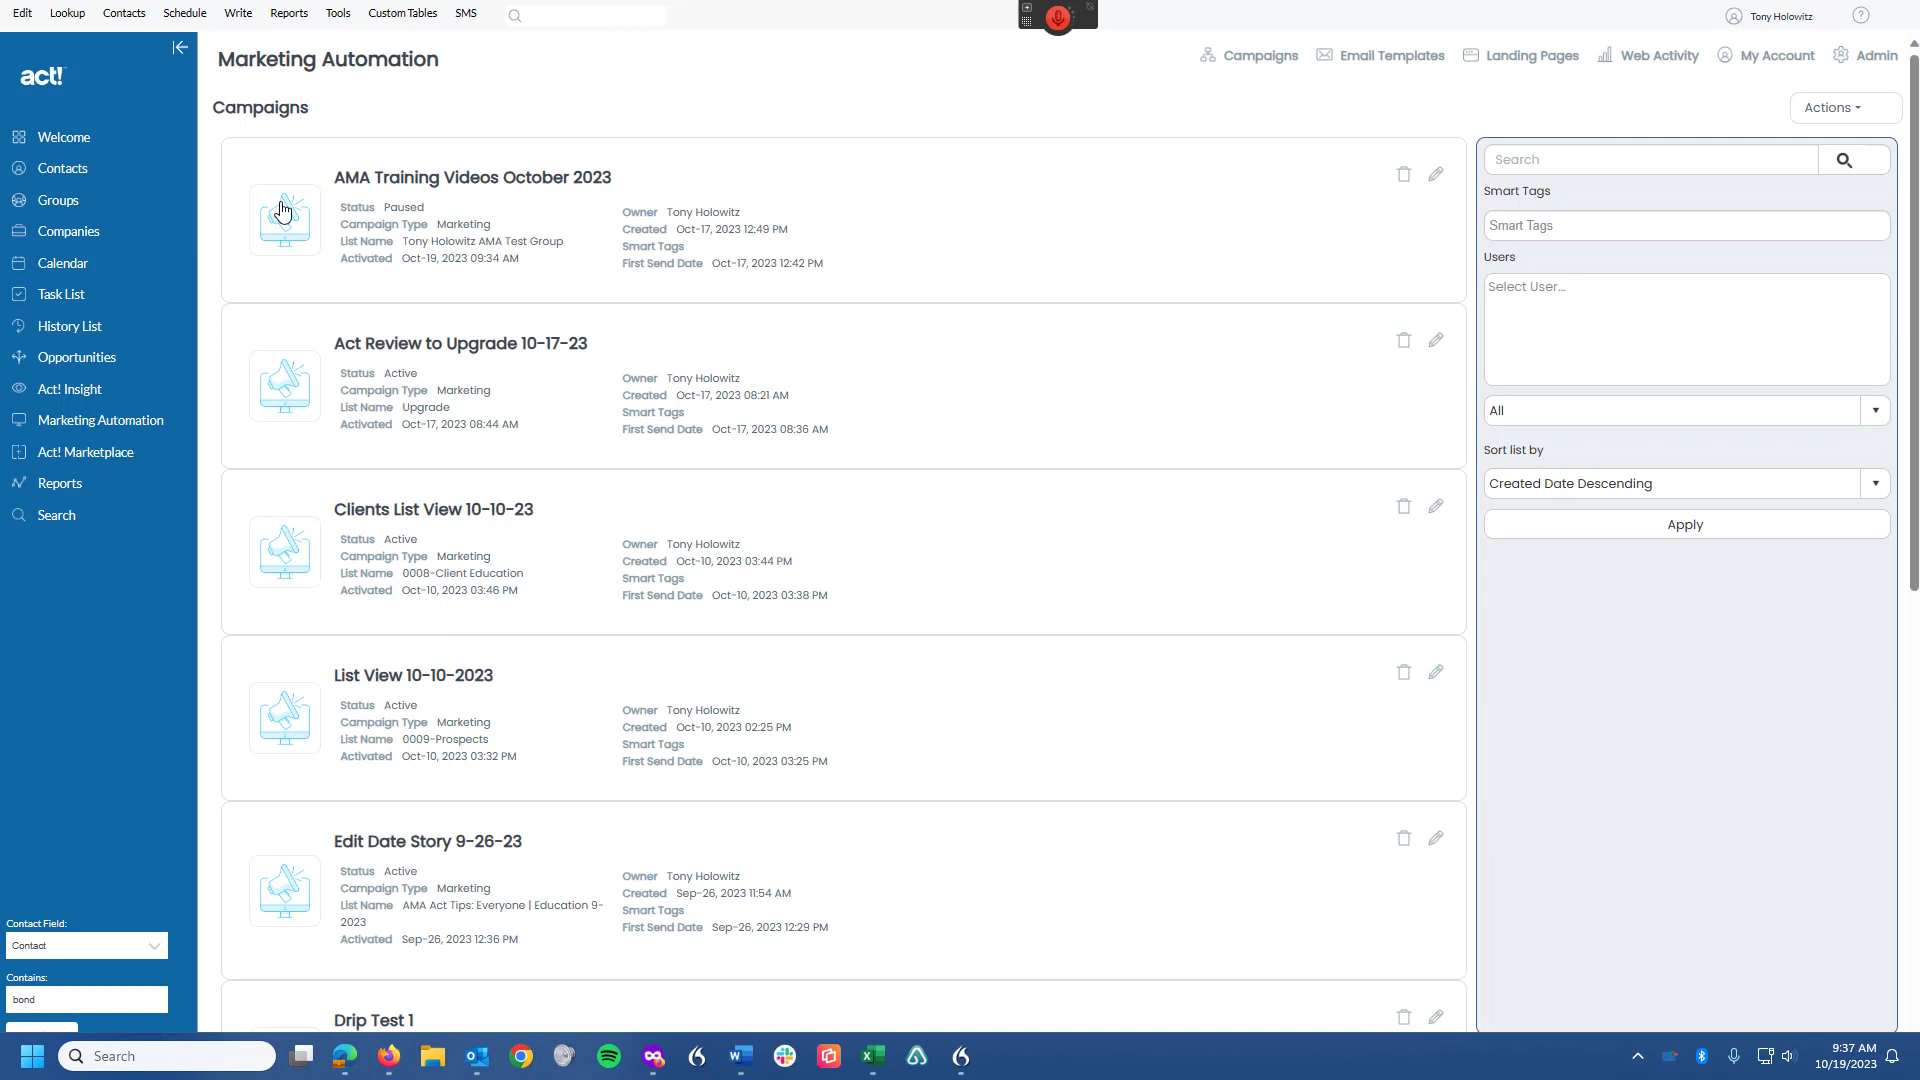 Edit Lookup Contacts Schedule Write Reports Tools Custom Tables SMS
Tony Holowitz
act!
Marketing Automation
Campaigns Email Templates Landing Pages Web Activity My Account Admin
Campaigns
Actions
Welcome
Contacts
Groups
Companies
Calendar
Task List
History List
Opportunities
Act! Insight
Marketing Automation
Act! Marketplace
Reports
Search
Contact Field:
Contact
Contains:
bond
AMA Training Videos October 2023
Status Paused
Campaign Type Marketing
List Name Tony Holowitz AMA Test Group
Activated Oct-19, 2023 09:34 AM
Owner Tony Holowitz
Created Oct-17, 2023 12:49 PM
Smart Tags
First Send Date Oct-17, 2023 12:42 PM
Act Review to Upgrade 10-17-23
Status Active
Campaign Type Marketing
List Name Upgrade
Activated Oct-17, 2023 08:44 AM
Owner Tony Holowitz
Created Oct-17, 2023 08:21 AM
Smart Tags
First Send Date Oct-17, 2023 08:36 AM
Clients List View 10-10-23
Status Active
Campaign Type Marketing
List Name 0008-Client Education
Activated Oct-10, 2023 03:46 PM
Owner Tony Holowitz
Created Oct-10, 2023 03:44 PM
Smart Tags
First Send Date Oct-10, 2023 03:38 PM
List View 10-10-2023
Status Active
Campaign Type Marketing
List Name 0009-Prospects
Activated Oct-10, 2023 03:32 PM
Owner Tony Holowitz
Created Oct-10, 2023 02:25 PM
Smart Tags
First Send Date Oct-10, 2023 03:25 PM
Edit Date Story 9-26-23
Status Active
Campaign Type Marketing
List Name AMA Act Tips: Everyone | Education 9-
2023
Activated Sep-26, 2023 12:36 PM
Owner Tony Holowitz
Created Sep-26, 2023 11:54 AM
Smart Tags
First Send Date Sep-26, 2023 12:29 PM
Drip Test 1
Search
Smart Tags
Smart Tags
Users
Select User...
All
Sort list by
Created Date Descending
Apply
Search
9:37 AM
10/19/2023